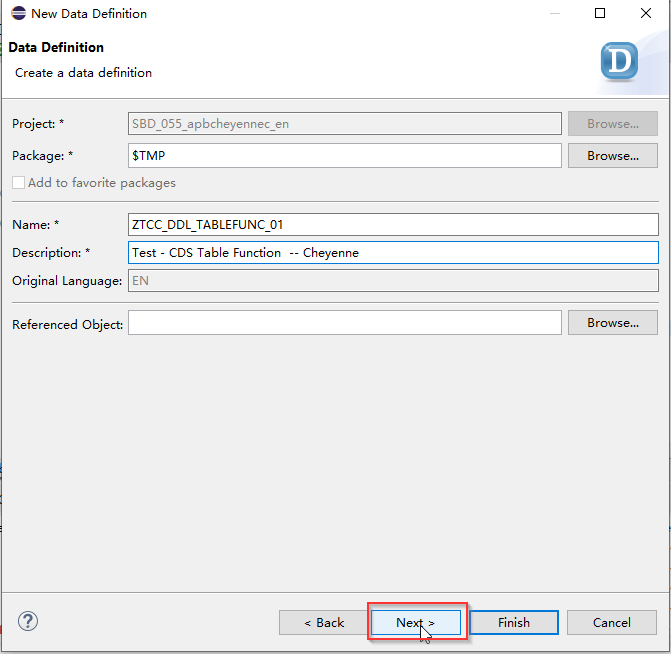 New Data Definition
Data Definition
Create a data definition
D
Project: * SBD_055_apbcheyennec_en Browse...
Package: * $TMP Browse...
Add to favorite packages
Name: * ZTCC_DDL_TABLEFUNC_01
Description: * Test - CDS Table Function  -- Cheyenne
Original Language: EN
Referenced Object: Browse...
? < Back Next > Finish Cancel